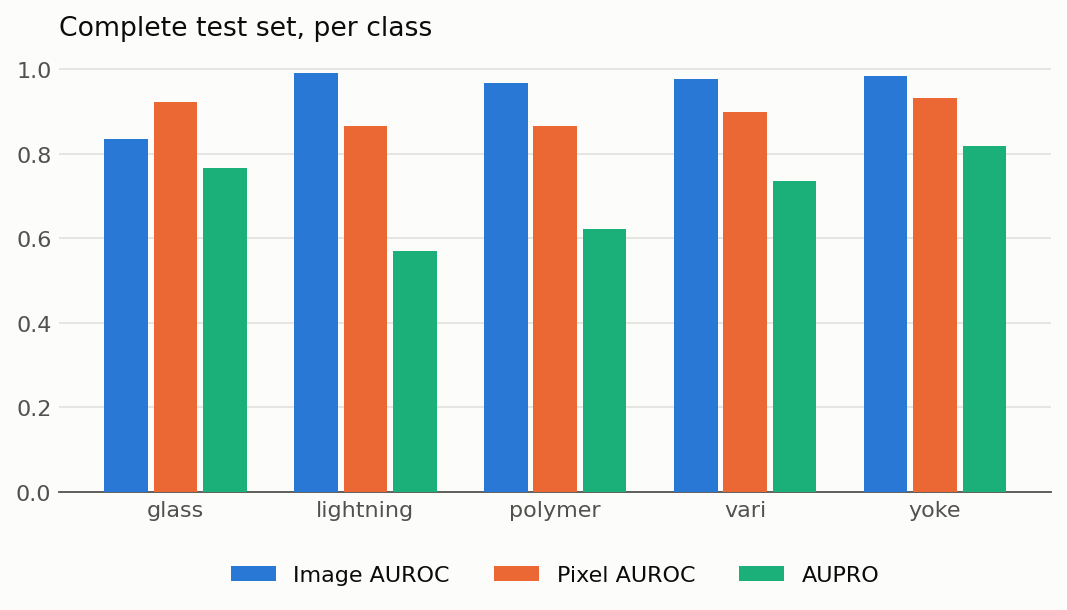 Complete test set, per class
1.0
0.8
0.6
0.4
0.2
0.0
glass lightning polymer vari yoke
Image AUROC Pixel AUROC AUPRO